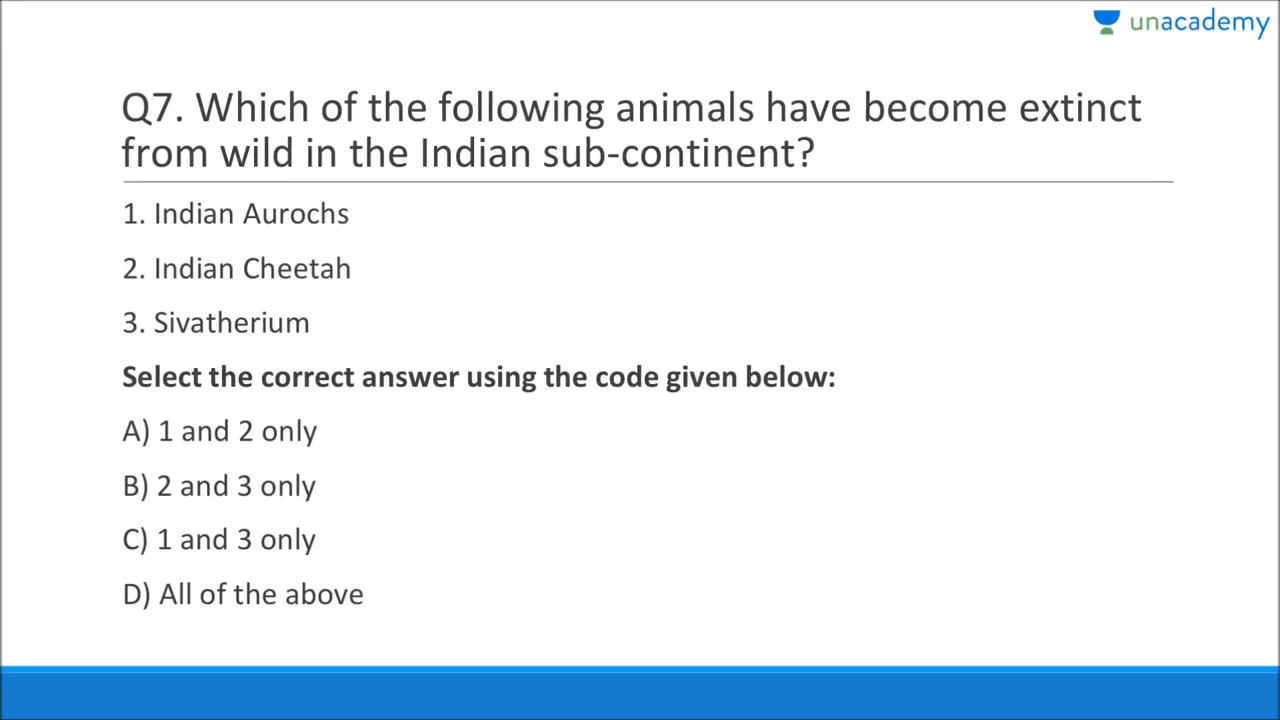 unacademy
Q7. Which of the following animals have become extinct
from wild in the Indian sub-continent?
1. Indian Aurochs
2. Indian Cheetah
3. Sivatherium
Select the correct answer using the code given below:
A) 1 and 2 only
B) 2 and 3 only
C) 1 and 3 only
D) All of the above